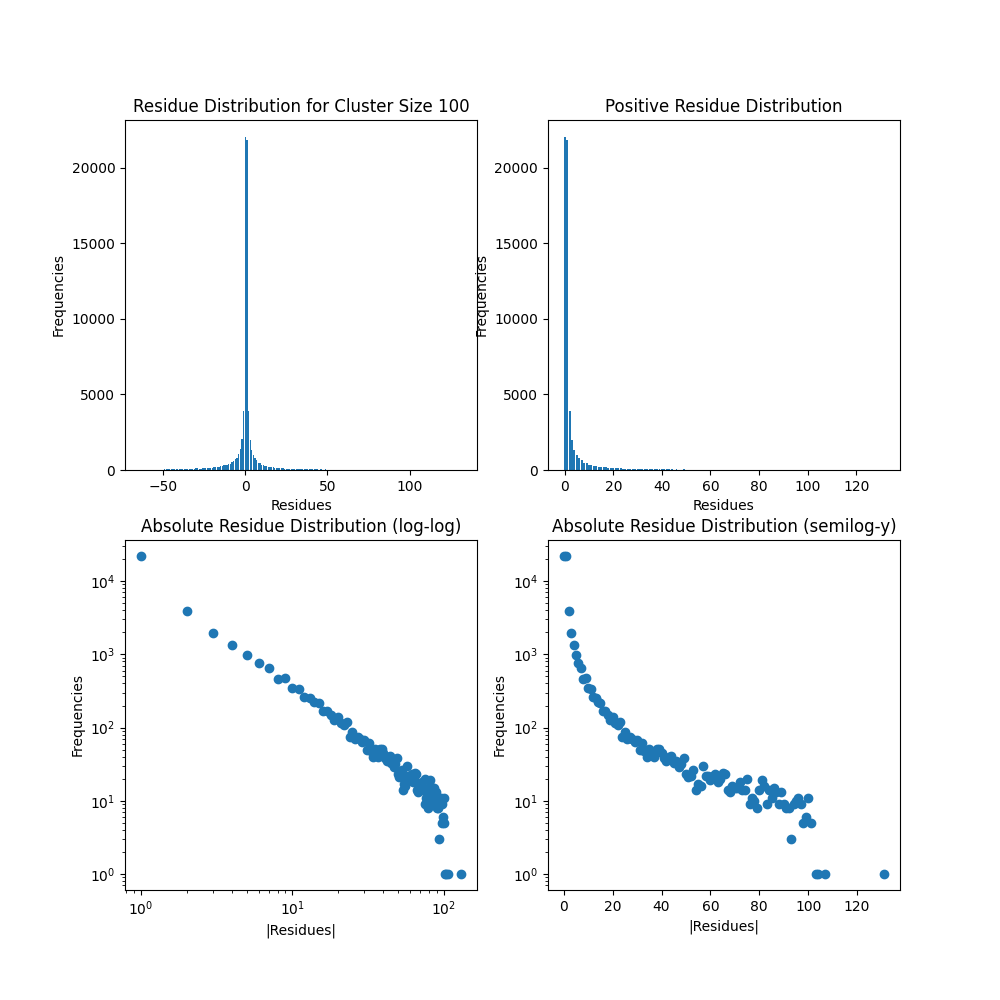 Residue Distribution for Cluster Size 100
Frequencies
20000
15000
10000
5000
0
−50 0 50 100
Residues
Positive Residue Distribution
Frequencies
20000
15000
10000
5000
0
0 20 40 60 80 100 120
Residues
Absolute Residue Distribution (log-log)
Frequencies
10⁴
10³
10²
10¹
10⁰
10⁰ 10¹ 10²
|Residues|
Absolute Residue Distribution (semilog-y)
Frequencies
10⁴
10³
10²
10¹
10⁰
0 20 40 60 80 100 120
|Residues|